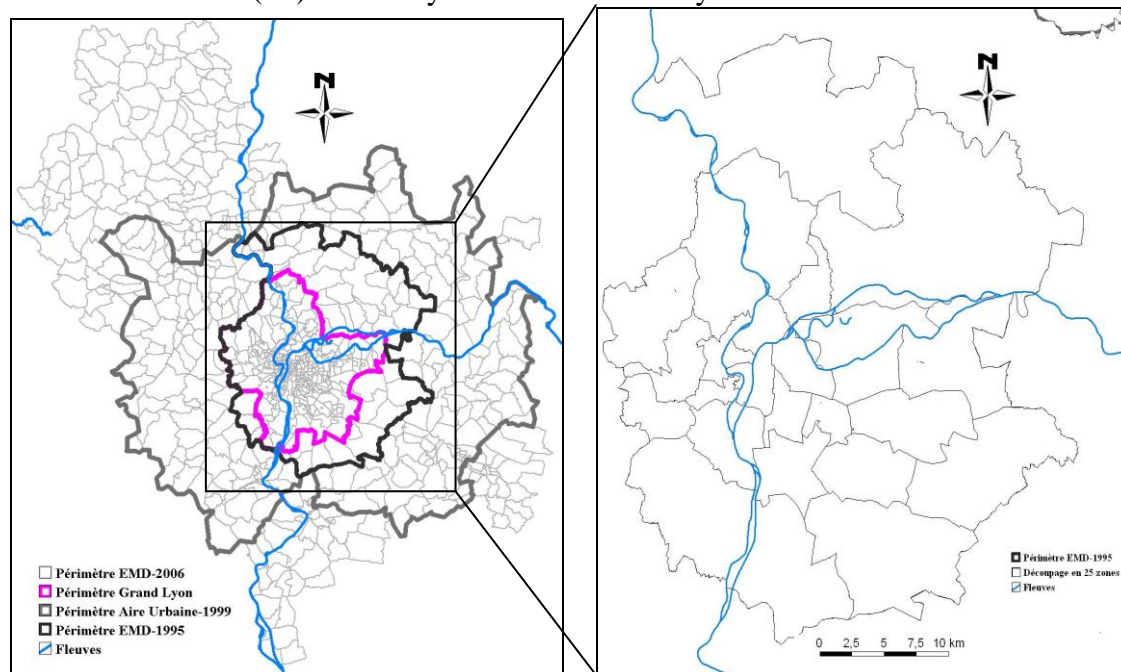 N
Périmètre EMD-2006
Périmètre Grand Lyon
Périmètre Aire Urbaine-1999
Périmètre EMD-1995
Fleuves
N
Périmètre EMD-1995
Découpage en 25 zones
Fleuves
0 2,5 5 7,5 10 km